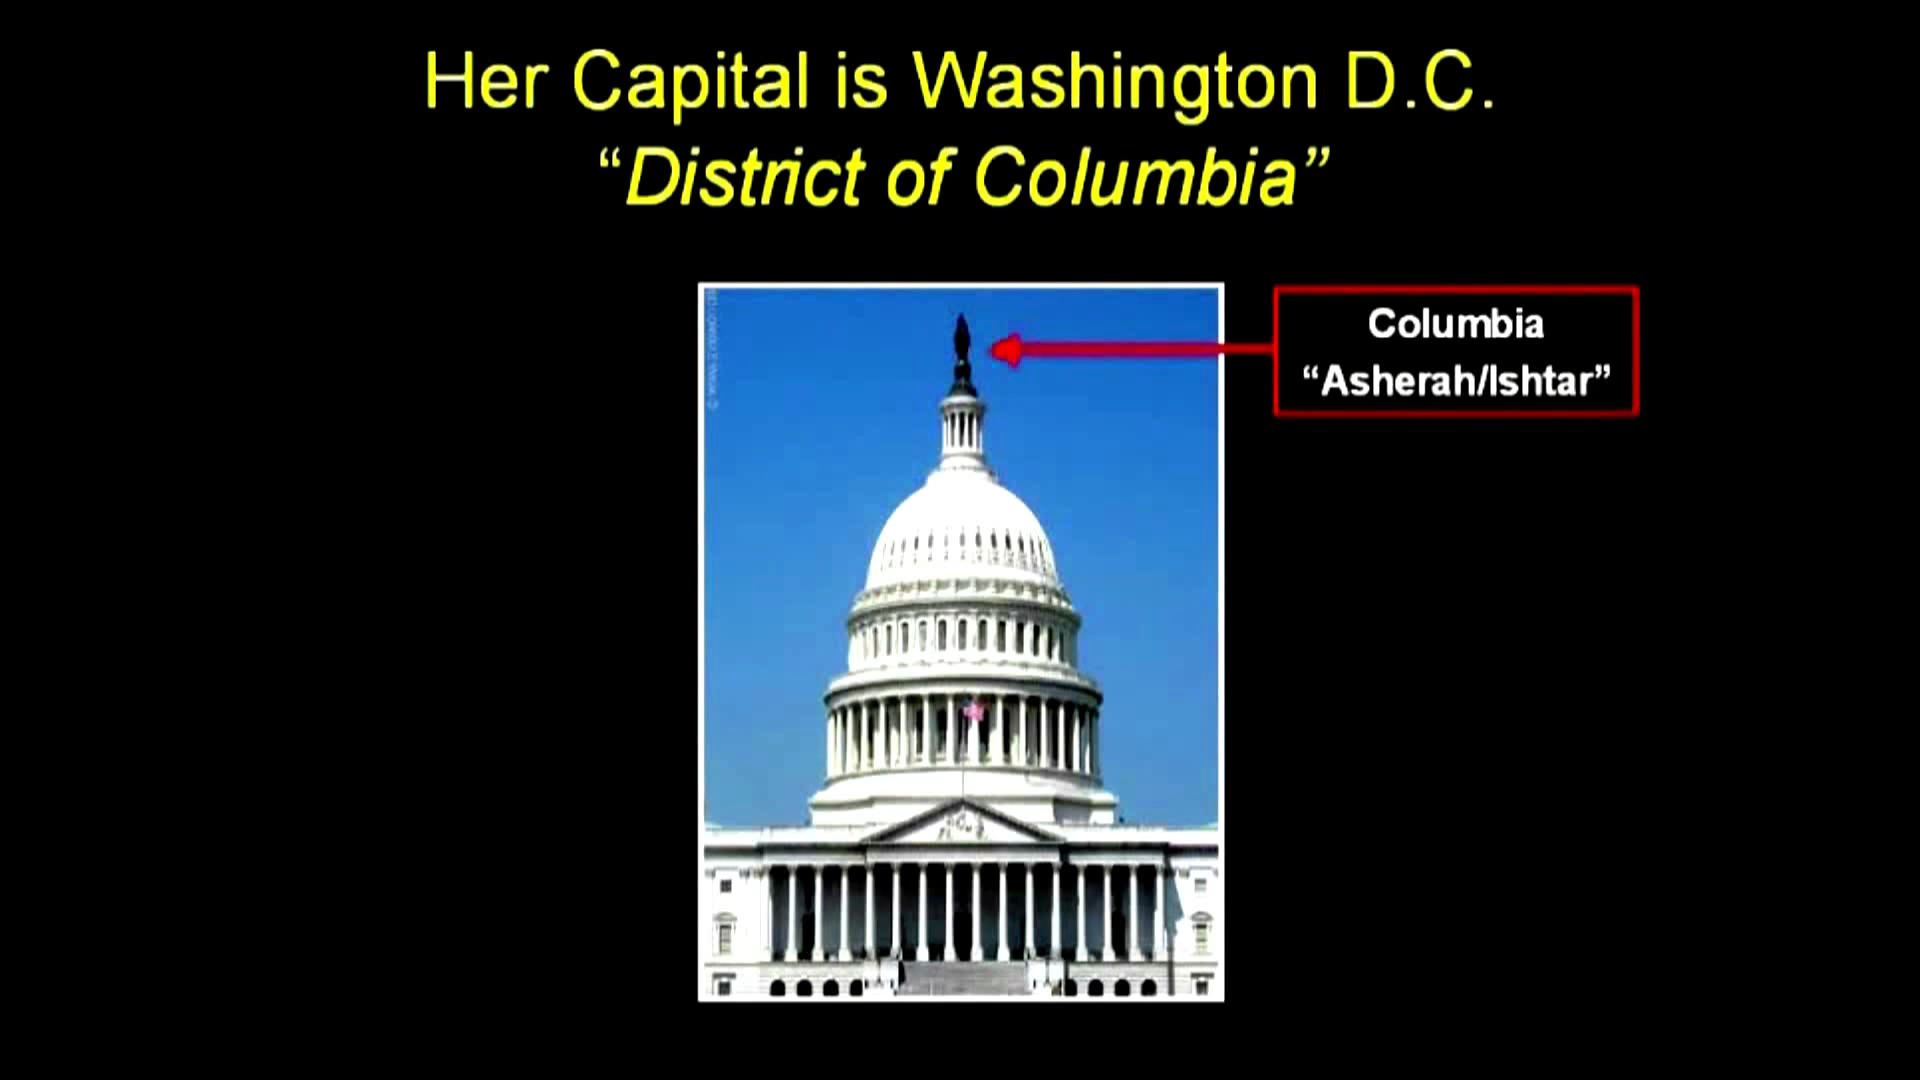 Her Capital is Washington D.C.
“District of Columbia”
Columbia
“Asherah/Ishtar”